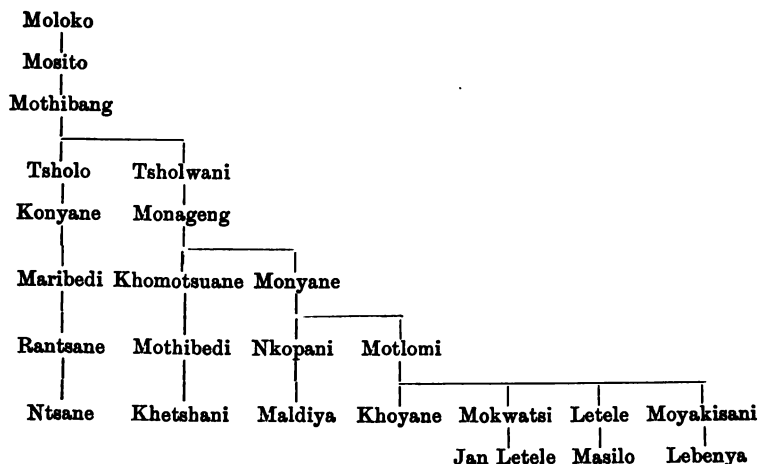 Moloko
Mosito
Mothibang
Tsholo Tsholwani
Konyane Monageng
Maribedi Khomotsuane Monyane
Rantsane Mothibedi Nkopani Motlomi
Ntsane Khetshani Maldiya Khoyane Mokwatsi Letele Moyakisani
Jan Letele Masilo Lebenya